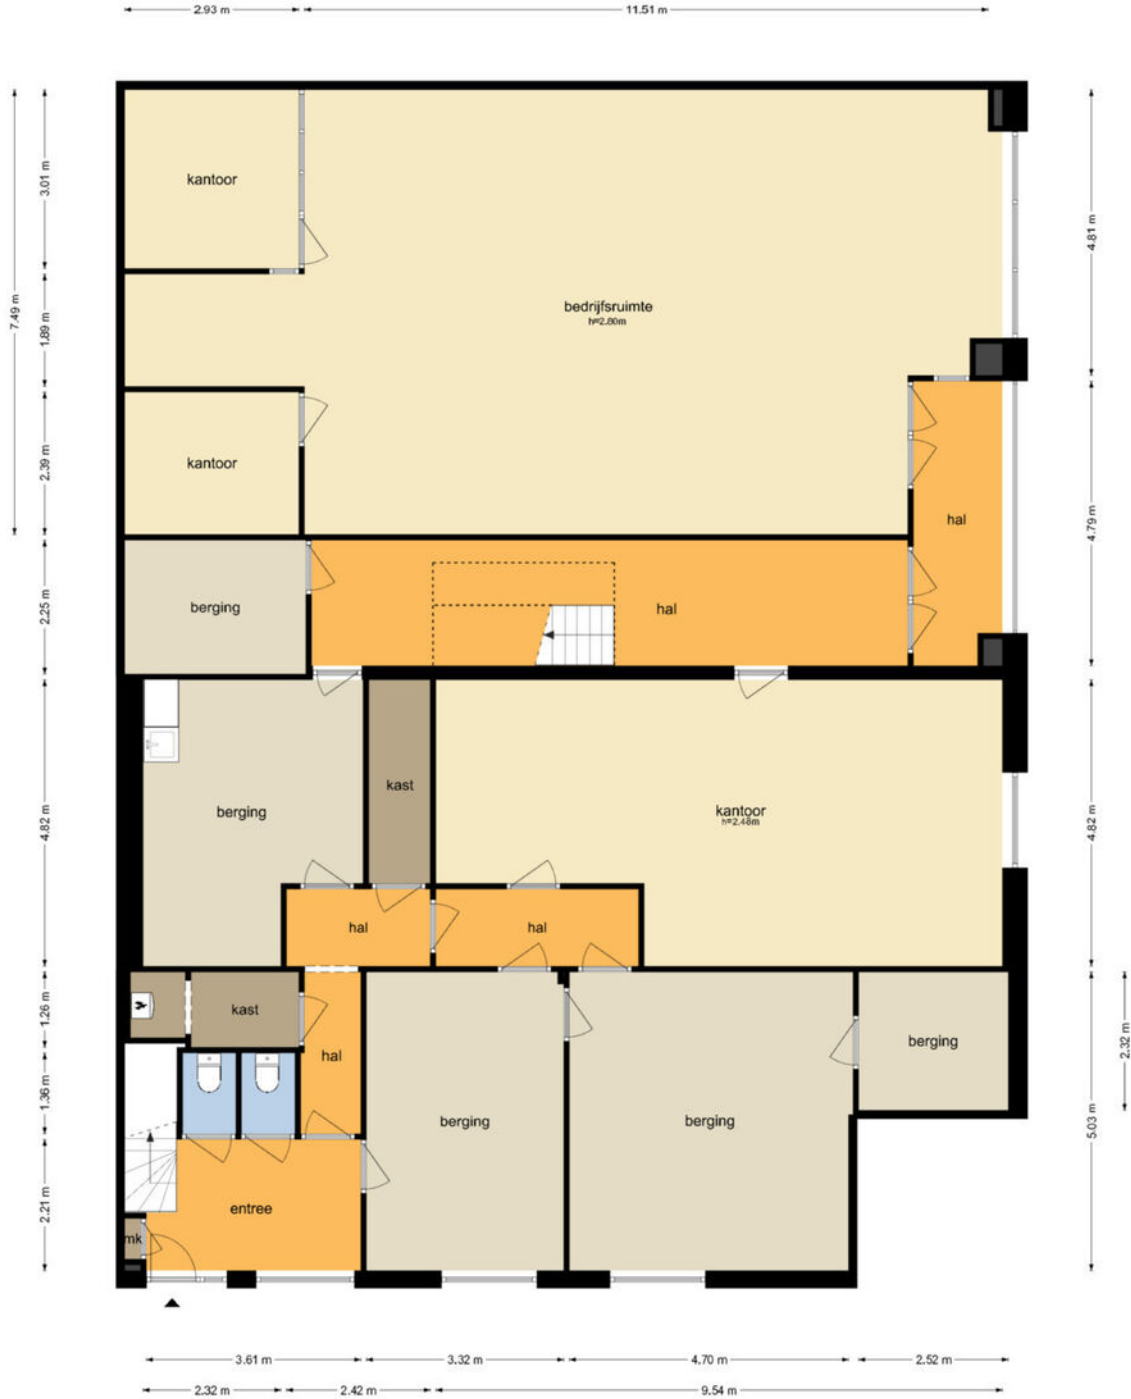 2.93 m
11.51 m
kantoor
3.01 m
7.49 m
4.81 m
bedrijfsruimte
h=2.80m
1.89 m
kantoor
2.39 m
hal
4.79 m
berging
2.25 m
hal
kast
berging
kantoor
h=2.48m
4.82 m
4.82 m
hal
hal
1.26 m
kast
berging
2.32 m
hal
1.36 m
berging
berging
5.03 m
2.21 m
entree
mk
3.61 m
3.32 m
4.70 m
2.52 m
2.32 m
2.42 m
9.54 m